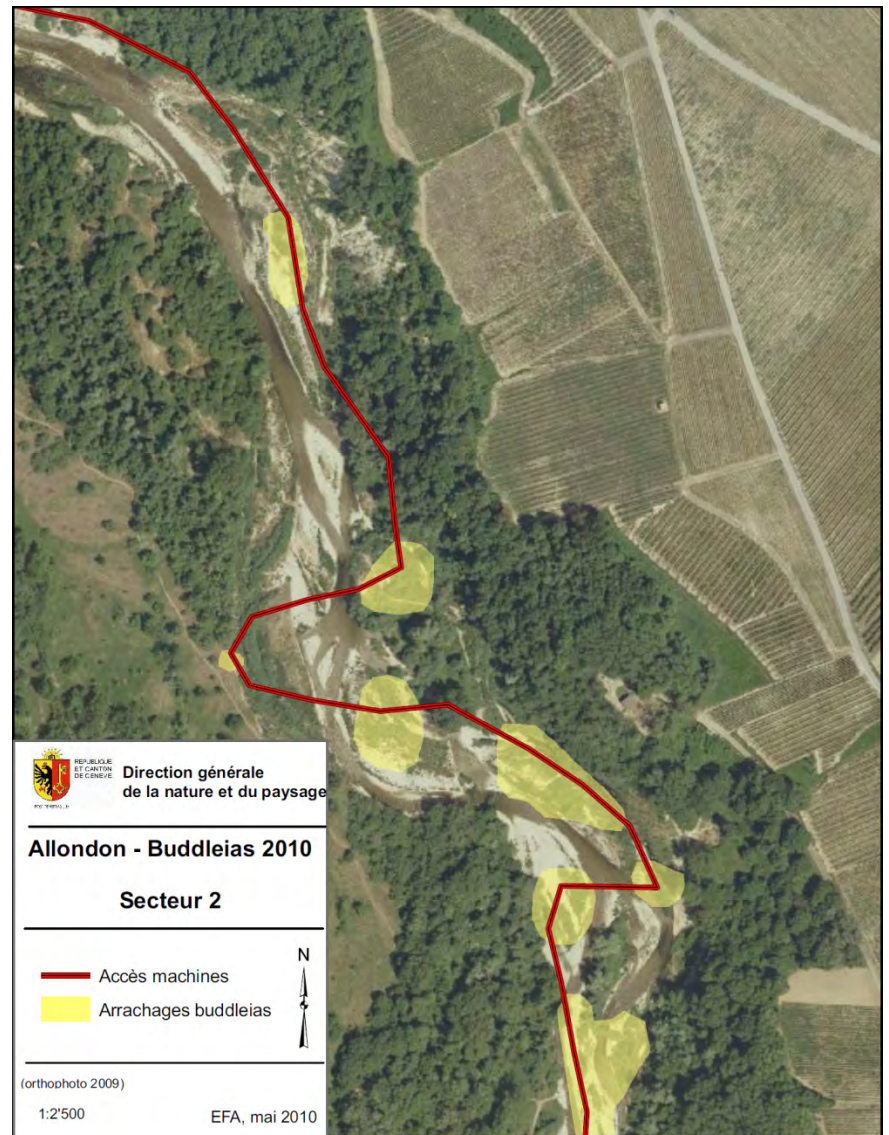 REPUBLIQUE
ET CANTON
DE GENEVE
Direction générale
de la nature et du paysage
Allondon - Buddleias 2010
Secteur 2
N
Accès machines
Arrachages buddleias
(orthophoto 2009)
1:2'500
EFA, mai 2010